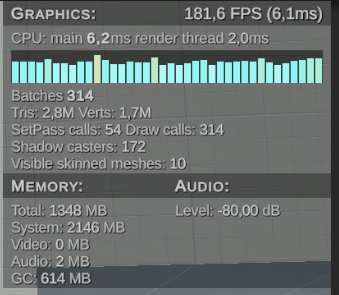 GRAPHICS: 181,6 FPS (6,1ms)
CPU: main 6,2ms render thread 2,0ms
Batches 314
Tris: 2,8M Verts: 1,7M
SetPass calls: 54 Draw calls: 314
Shadow casters: 172
Visible skinned meshes: 10
MEMORY: AUDIO:
Total: 1348 MB Level: -80,00 dB
System: 2146 MB
Video: 0 MB
Audio: 2 MB
GC: 614 MB